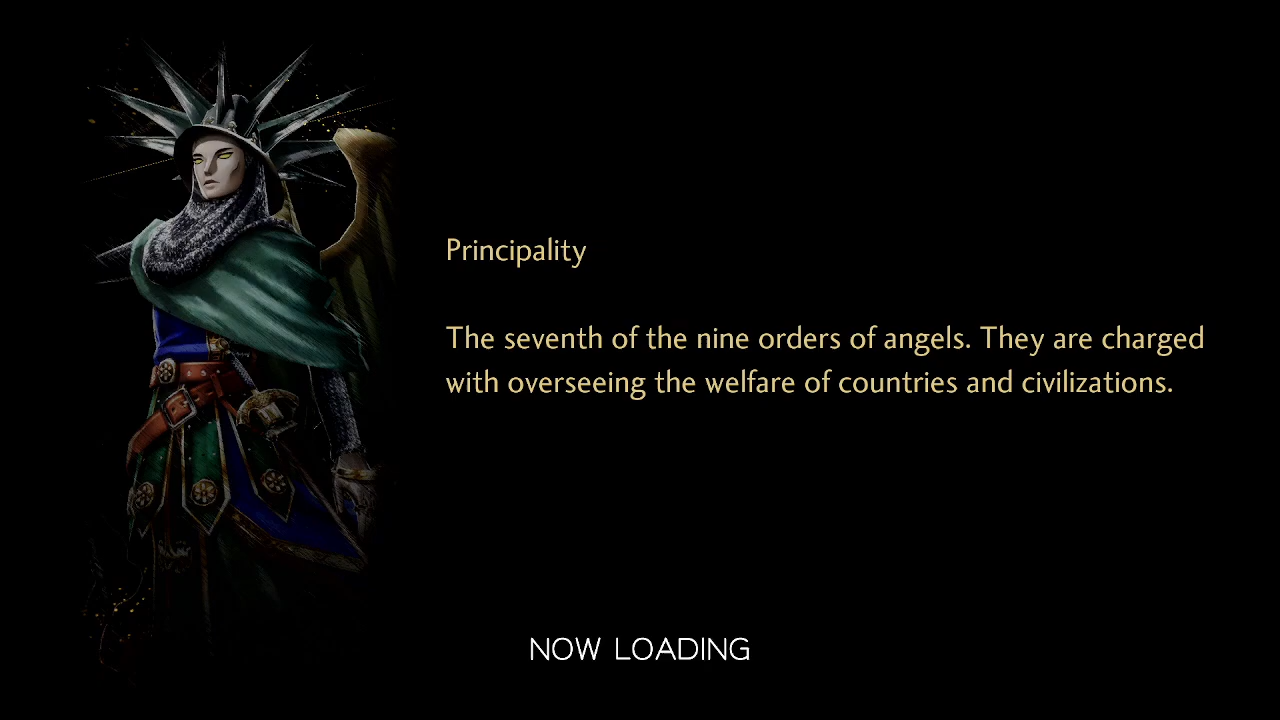 Principality
The seventh of the nine orders of angels. They are charged
with overseeing the welfare of countries and civilizations.
NOW LOADING